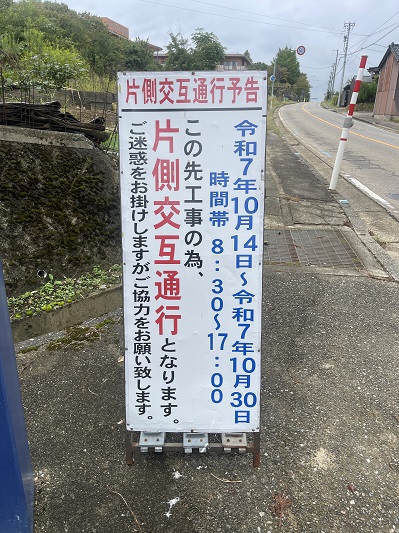 片側交互通行予告
令和7年10月14日～令和7年10月30日
時間帯 8:30～17:00
この先工事の為、
片側交互通行となります。
ご迷惑をお掛けしますがご協力をお願い致します。